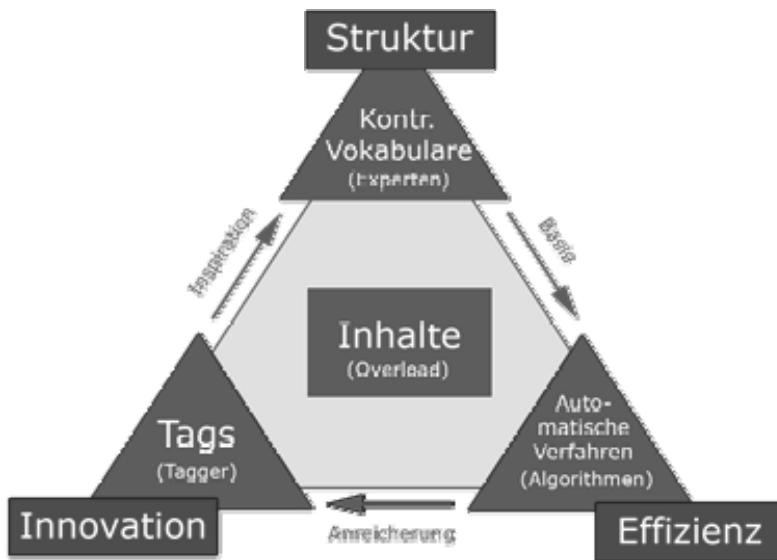 Struktur
Kontr.
Vokabulare
(Experten)
Inspiration
Basis
Inhalte
(Overload)
Tags
(Tagger)
Auto-
matische
Verfahren
(Algorithmen)
Innovation
Anreicherung
Effizienz